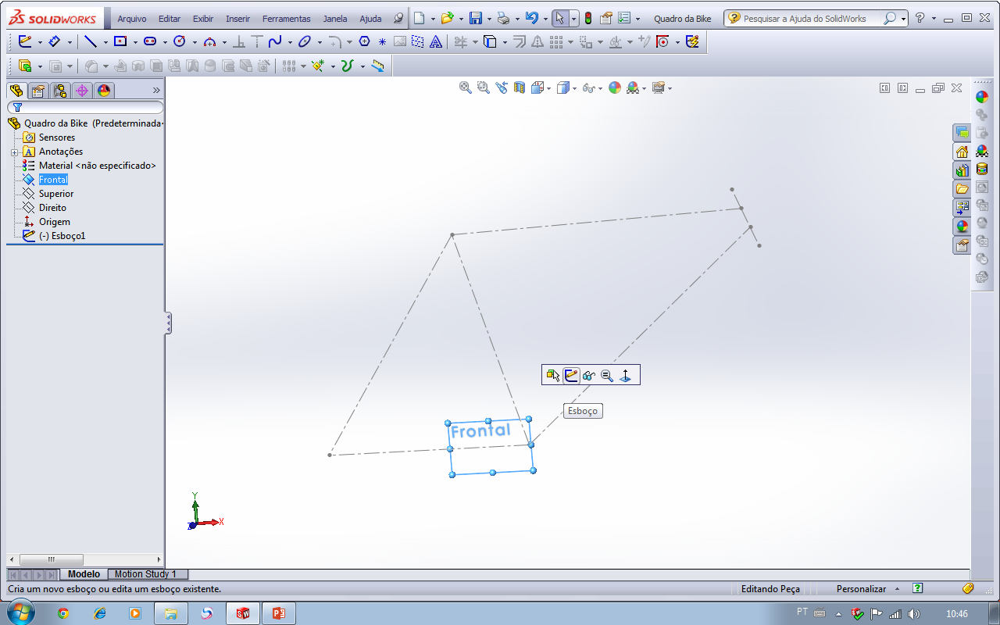 SOLIDWORKS Arquivo Editar Exibir Inserir Ferramentas Janela Ajuda Quadro da Bike Pesquisar a Ajuda do SolidWorks
Quadro da Bike (Predeterminada
Sensores
Anotações
Material <não especificado>
Frontal
Superior
Direito
Origem
(-) Esboço1
Esboço
Frontal
Y
X
Z
Modelo Motion Study 1
Cria um novo esboço ou edita um esboço existente. Editando Peça Personalizar
PT 10:46